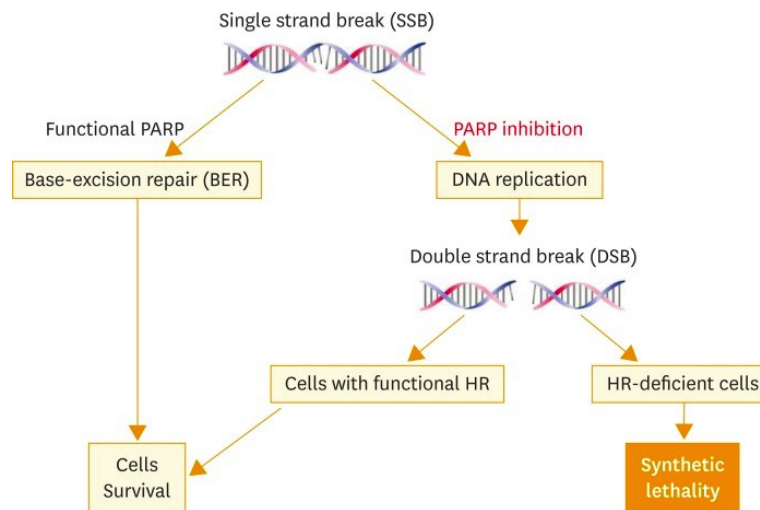 Single strand break (SSB)
Functional PARP
PARP inhibition
Base-excision repair (BER)
DNA replication
Double strand break (DSB)
Cells with functional HR
HR-deficient cells
Cells
Survival
Synthetic
lethality